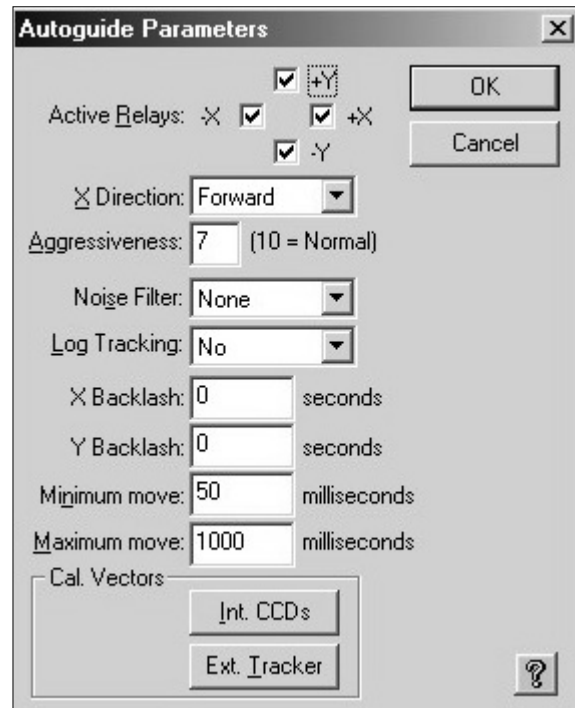 Autoguide Parameters
+Y
OK
Active Relays: -X +X
-Y
Cancel
X Direction: Forward
Aggressiveness: 7 (10 = Normal)
Noise Filter: None
Log Tracking: No
X Backlash: 0 seconds
Y Backlash: 0 seconds
Minimum move: 50 milliseconds
Maximum move: 1000 milliseconds
Cal. Vectors
Int. CCDs
Ext. Tracker
?